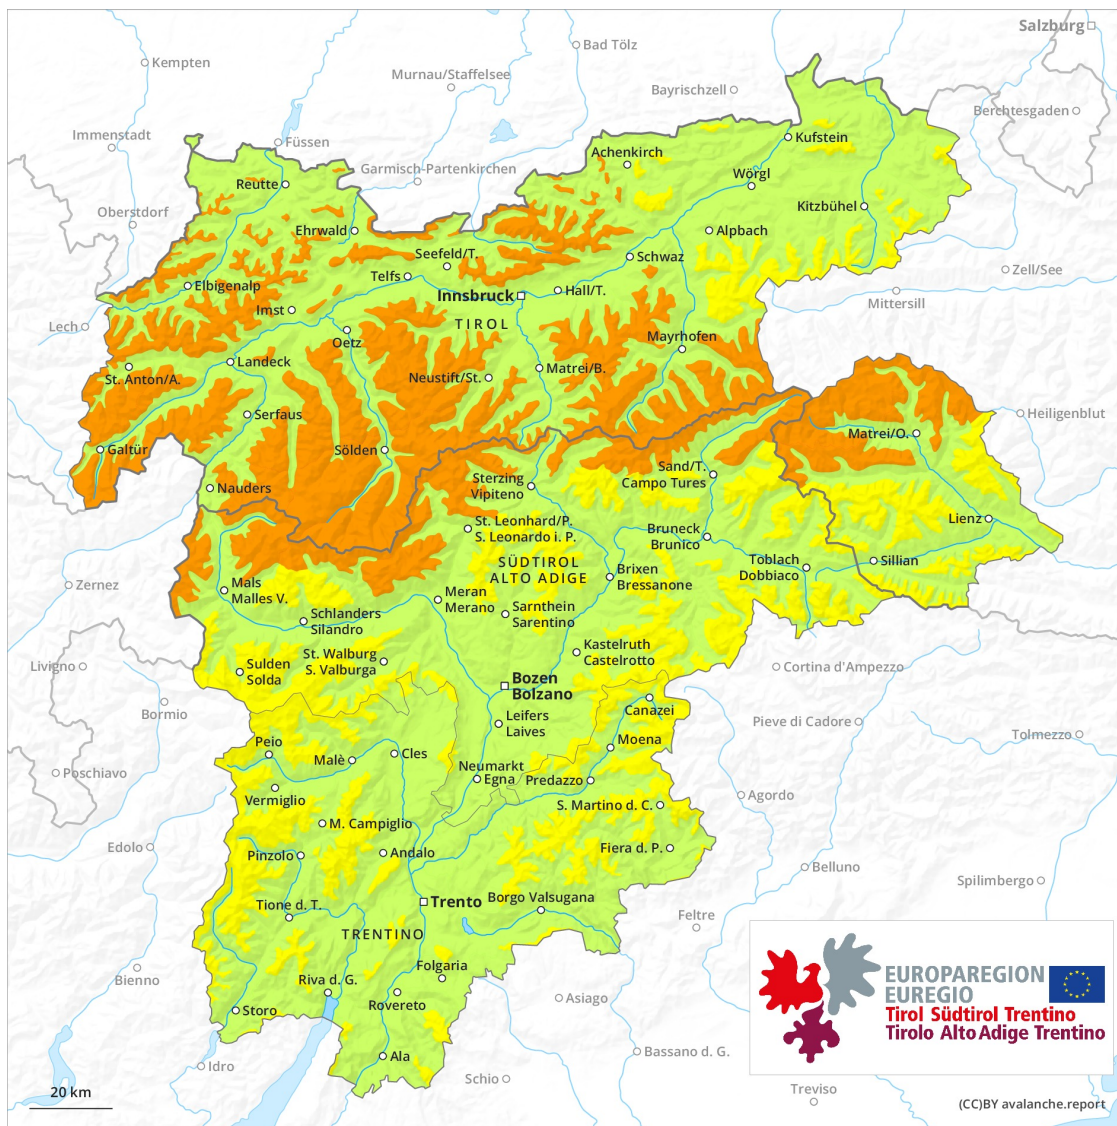 Salzburg
Kempten
Bad Tölz
Murnau/Staffelsee
Bayrischzell
Berchtesgaden
Immenstadt
Füssen
Kufstein
Achenkirch
Garmisch-Partenkirchen
Wörgl
Reutte
Oberstdorf
Kitzbühel
Ehrwald
Alpbach
Seefeld/T.
Schwaz
Zell/See
Telfs
Elbigenalp
Innsbruck
Hall/T.
Mittersill
Imst
TIROL
Lech
Oetz
Mayrhofen
Landeck
Matrei/B.
St. Anton/A.
Neustift/St.
Serfaus
Heiligenblut
Matrei/O.
Galtür
Sölden
Sand/T.
Campo Tures
Sterzing
Vipiteno
Nauders
St. Leonhard/P.
S. Leonardo i. P.
Lienz
Bruneck
Brunico
SÜDTIROL
ALTO ADIGE
Toblach
Dobbiaco
Sillian
Zernez
Mals
Malles V.
Brixen
Bressanone
Meran
Merano
Schlanders
Silandro
Sarnthein
Sarentino
Kastelruth
Castelrotto
St. Walburg
S. Valburga
Livigno
Sulden
Solda
Cortina d'Ampezzo
Bozen
Bolzano
Bormio
Canazei
Leifers
Laives
Pieve di Cadore
Tolmezzo
Peio
Moena
Cles
Malè
Poschiavo
Neumarkt
Egna
Predazzo
Vermiglio
S. Martino d. C.
Agordo
M. Campiglio
Edolo
Pinzolo
Andalo
Fiera d. P.
Belluno
Spilimbergo
Trento
Borgo Valsugana
Tione d. T.
Feltre
TRENTINO
Folgaria
Bienno
Riva d. G.
Rovereto
Asiago
Storo
EUROPAREGION
EUREGIO
Tirol Südtirol Trentino
Tirolo Alto Adige Trentino
Ala
Bassano d. G.
Idro
Schio
20 km
Treviso
(CC)BY avalanche.report